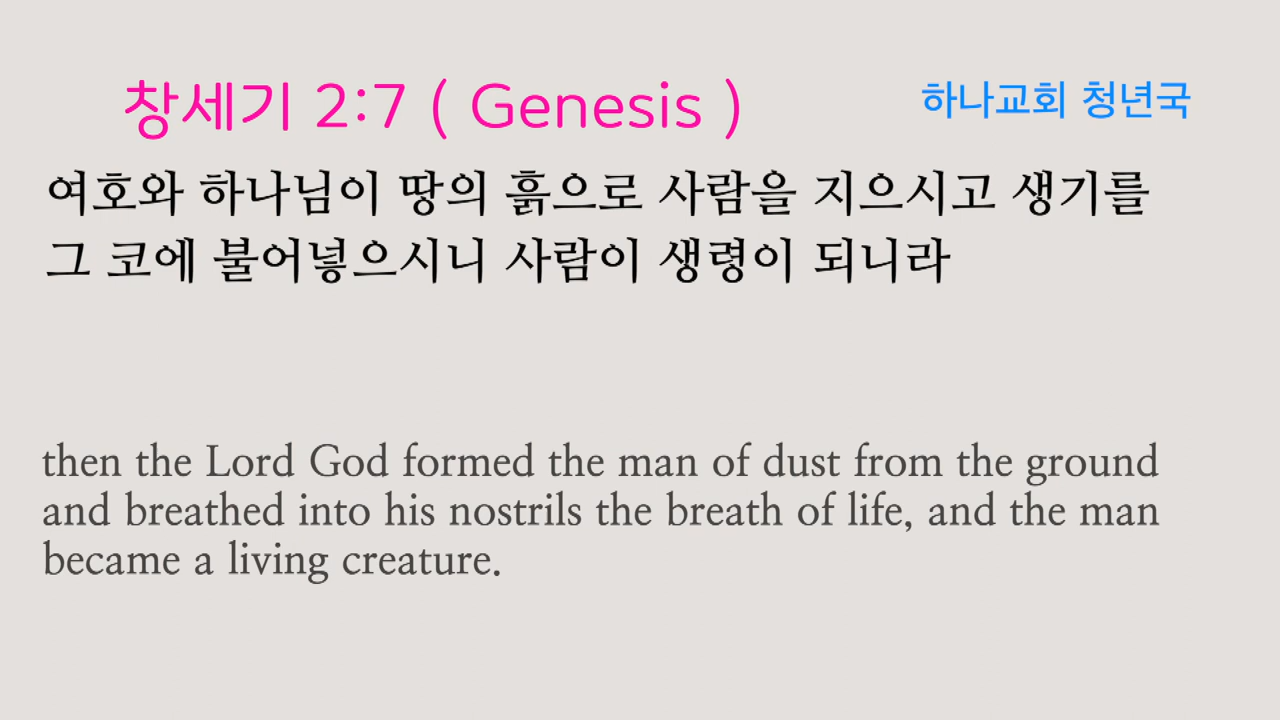 창세기 2:7 ( Genesis )
하나교회 청년국
여호와 하나님이 땅의 흙으로 사람을 지으시고 생기를
그 코에 불어넣으시니 사람이 생령이 되니라
then the Lord God formed the man of dust from the ground
and breathed into his nostrils the breath of life, and the man
became a living creature.